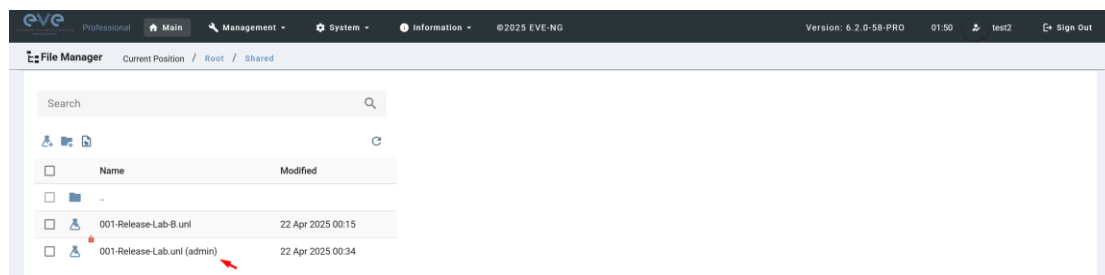 eve Professional Main Management System Information ©2025 EVE-NG Version: 6.2.0-58-PRO 01:50 test2 Sign Out
File Manager Current Position / Root / Shared
Search
Name Modified
..
001-Release-Lab-B.unl 22 Apr 2025 00:15
001-Release-Lab.unl (admin) 22 Apr 2025 00:34